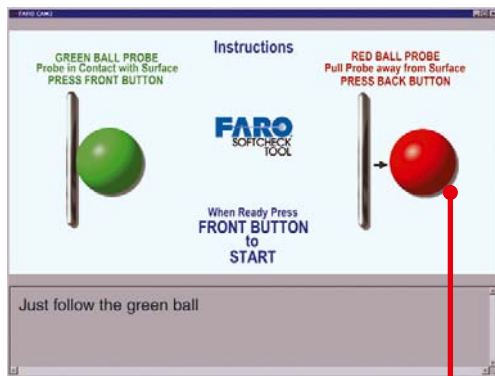 FARO CAM2
Instructions
GREEN BALL PROBE
Probe in Contact with Surface
PRESS FRONT BUTTON
RED BALL PROBE
Pull Probe away from Surface
PRESS BACK BUTTON
FARO
SOFTCHECK
TOOL
When Ready Press
FRONT BUTTON
to
START
Just follow the green ball